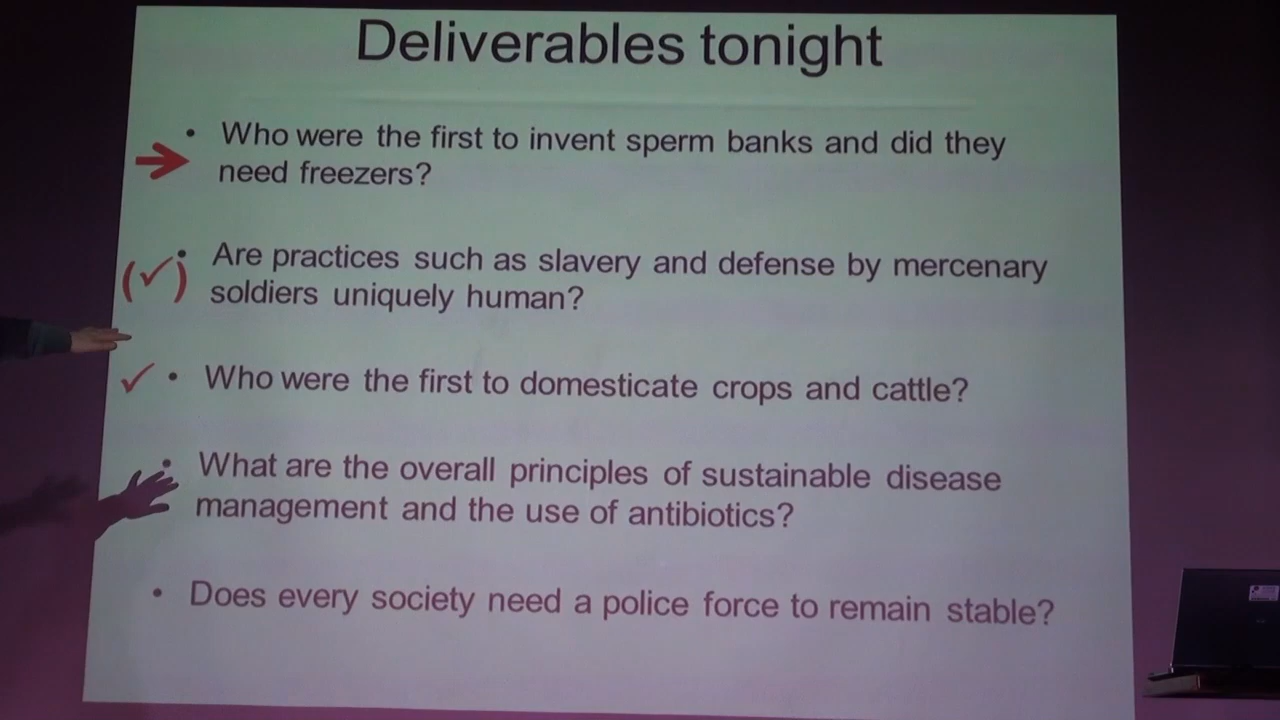 Deliverables tonight
• Who were the first to invent sperm banks and did they
need freezers?
• Are practices such as slavery and defense by mercenary
soldiers uniquely human?
• Who were the first to domesticate crops and cattle?
• What are the overall principles of sustainable disease
management and the use of antibiotics?
• Does every society need a police force to remain stable?